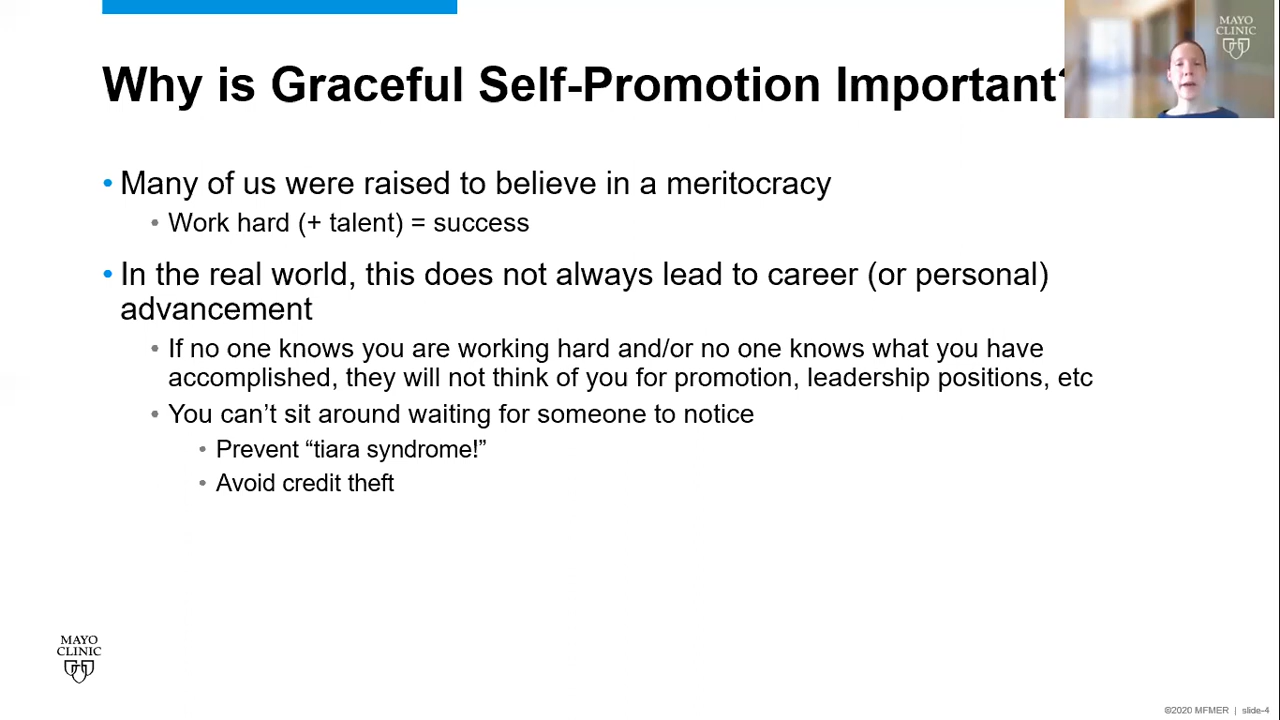 Why is Graceful Self-Promotion Important?
MAYO
CLINIC
• Many of us were raised to believe in a meritocracy
• Work hard (+ talent) = success
• In the real world, this does not always lead to career (or personal)
advancement
• If no one knows you are working hard and/or no one knows what you have
accomplished, they will not think of you for promotion, leadership positions, etc
• You can’t sit around waiting for someone to notice
• Prevent “tiara syndrome!”
• Avoid credit theft
MAYO
CLINIC
©2020 MFMER | slide-4